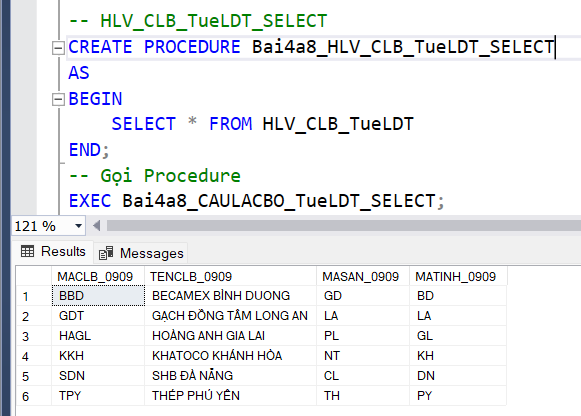 -- HLV_CLB_TueLDT_SELECT
CREATE PROCEDURE Bai4a8_HLV_CLB_TueLDT_SELECT
AS
BEGIN
SELECT * FROM HLV_CLB_TueLDT
END;
-- Gọi Procedure
EXEC Bai4a8_CAULACBO_TueLDT_SELECT;
121 %
Results Messages
MACLB_0909 TENCLB_0909 MASAN_0909 MATINH_0909
1 BBD BECAMEX BÌNH DUONG GD BD
2 GDT GẠCH ĐỒNG TÂM LONG AN LA LA
3 HAGL HOÀNG ANH GIA LAI PL GL
4 KKH KHATOCO KHÁNH HÒA NT KH
5 SDN SHB ĐÀ NẴNG CL DN
6 TPY THÉP PHÚ YÊN TH PY